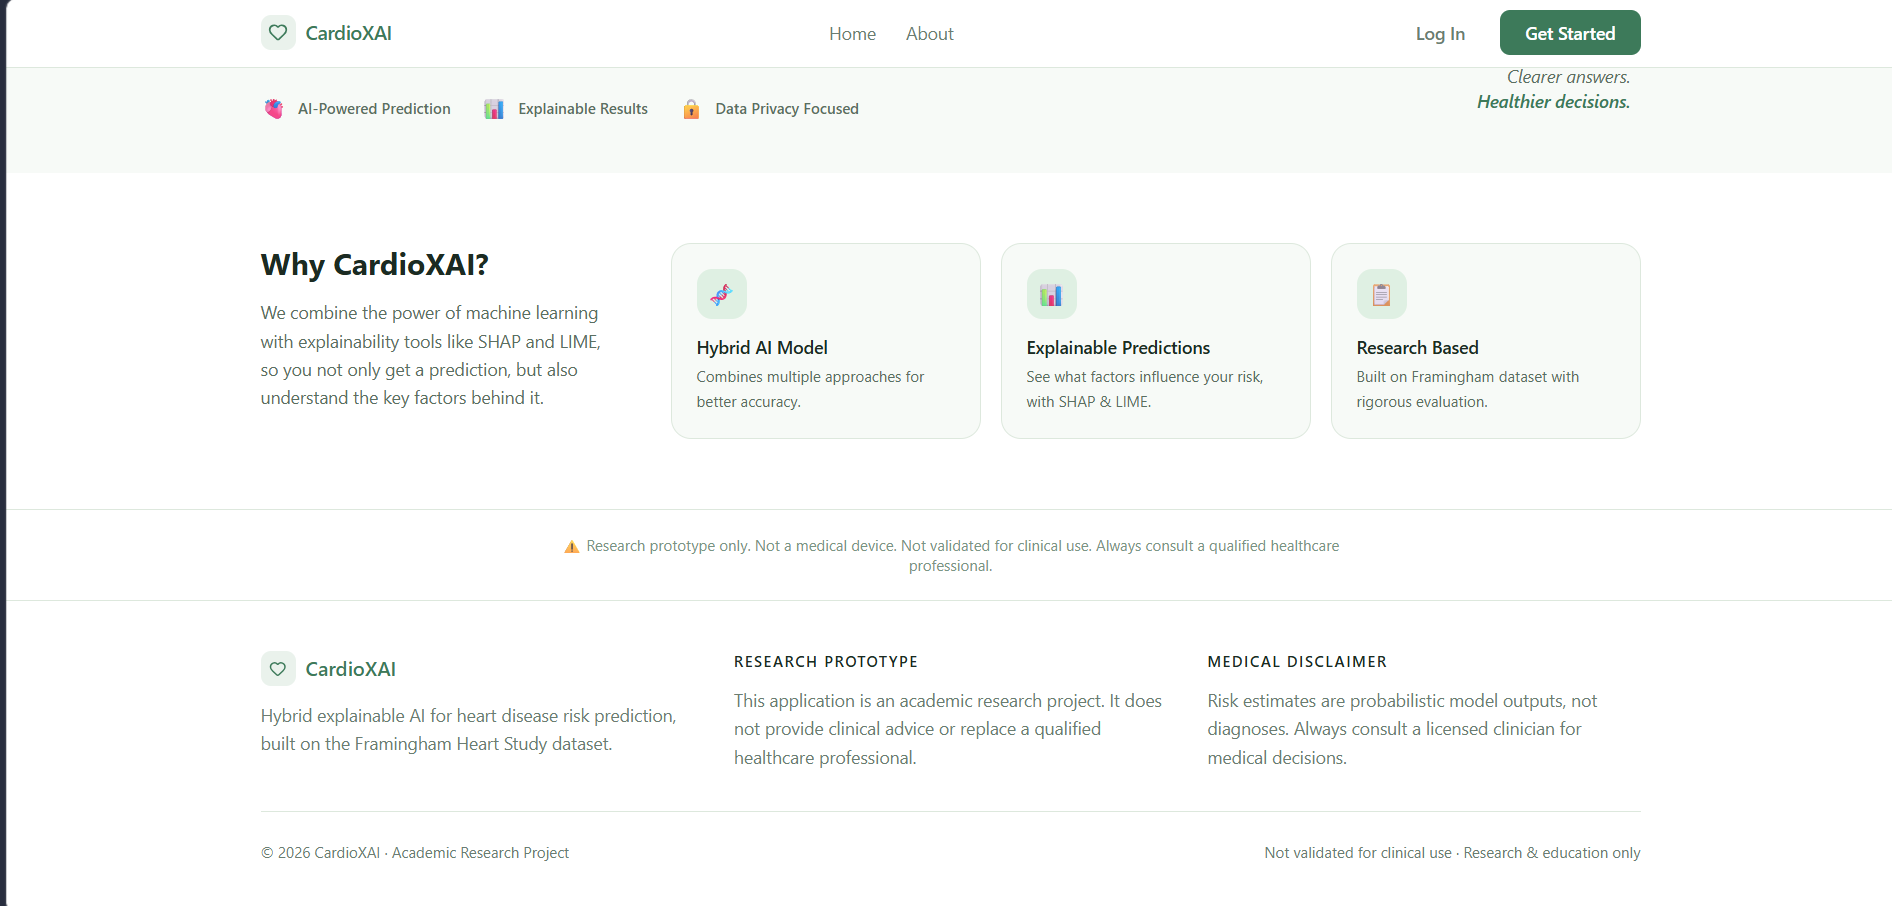 CardioXAI
Home
About
Log In
Get Started
Clearer answers.
Healthier decisions.
AI-Powered Prediction
Explainable Results
Data Privacy Focused
Why CardioXAI?
We combine the power of machine learning
with explainability tools like SHAP and LIME,
so you not only get a prediction, but also
understand the key factors behind it.
Hybrid AI Model
Combines multiple approaches for
better accuracy.
Explainable Predictions
See what factors influence your risk,
with SHAP & LIME.
Research Based
Built on Framingham dataset with
rigorous evaluation.
Research prototype only. Not a medical device. Not validated for clinical use. Always consult a qualified healthcare
professional.
CardioXAI
Hybrid explainable AI for heart disease risk prediction,
built on the Framingham Heart Study dataset.
RESEARCH PROTOTYPE
This application is an academic research project. It does
not provide clinical advice or replace a qualified
healthcare professional.
MEDICAL DISCLAIMER
Risk estimates are probabilistic model outputs, not
diagnoses. Always consult a licensed clinician for
medical decisions.
© 2026 CardioXAI · Academic Research Project
Not validated for clinical use · Research & education only